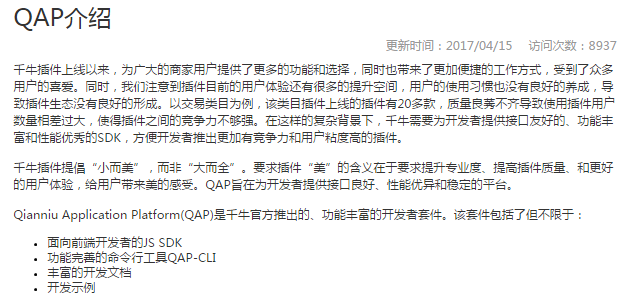 QAP介绍
更新时间：2017/04/15 访问次数：8937
千牛插件上线以来，为广大的商家用户提供了更多的功能和选择，同时也带来了更加便捷的工作方式，受到了众多
用户的喜爱。同时，我们注意到插件目前的用户体验还有很多的提升空间，用户的使用习惯也没有良好的养成，导
致插件生态没有良好的形成。以交易类目为例，该类目插件上线的插件有20多款，质量良莠不齐导致使用插件用户
数量相差过大，使得插件之间的竞争力不够强。在这样的复杂背景下，千牛需要为开发者提供接口友好的、功能丰
富和性能优秀的SDK，方便开发者推出更加有竞争力和用户粘度高的插件。
千牛插件提倡“小而美”，而非“大而全”。要求插件“美”的含义在于要求提升专业度、提高插件质量、和更好
的用户体验，给用户带来美的感受。QAP旨在为开发者提供接口良好、性能优异和稳定的平台。
Qianniu Application Platform(QAP)是千牛官方推出的、功能丰富的开发者套件。该套件包括了但不限于：
• 面向前端开发者的JS SDK
• 功能完善的命令行工具QAP-CLI
• 丰富的开发文档
• 开发示例